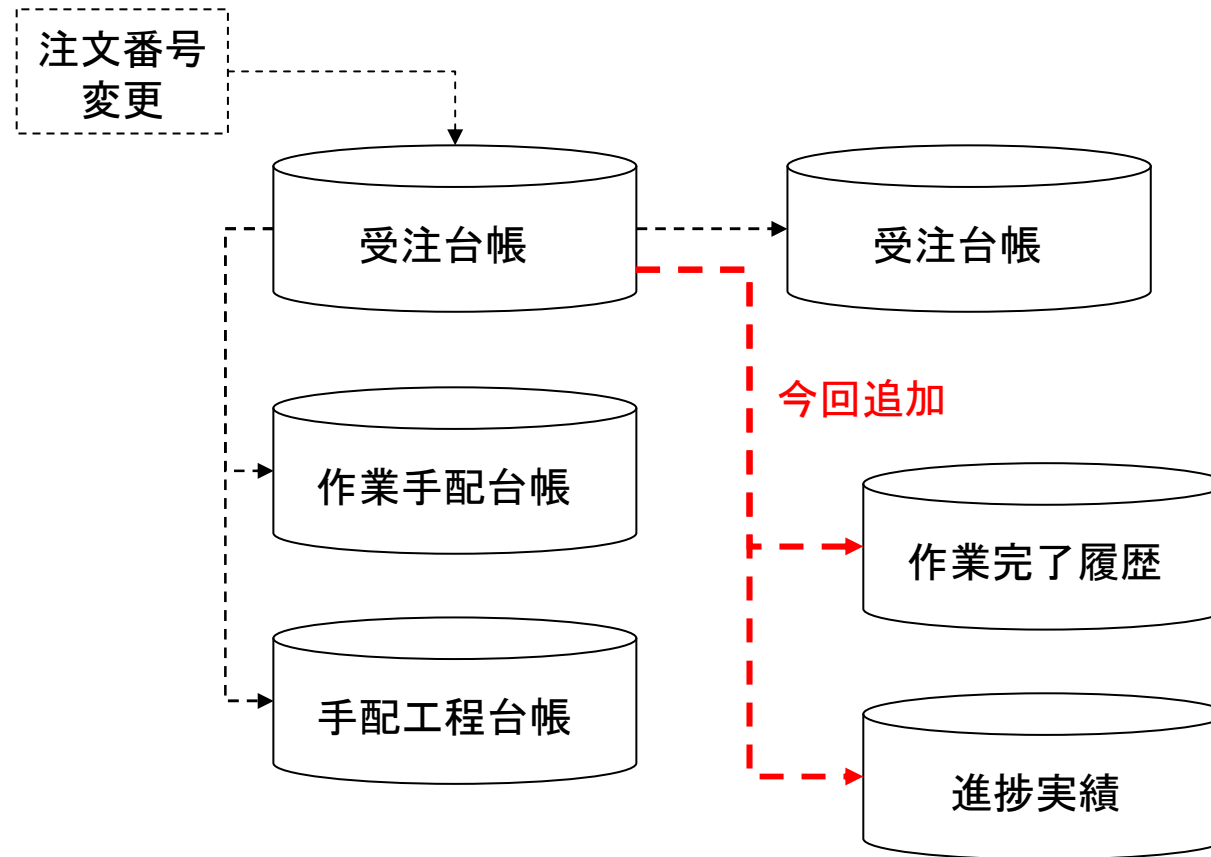 注文番号
変更
受注台帳
受注台帳
今回追加
作業手配台帳
作業完了履歴
手配工程台帳
進捗実績